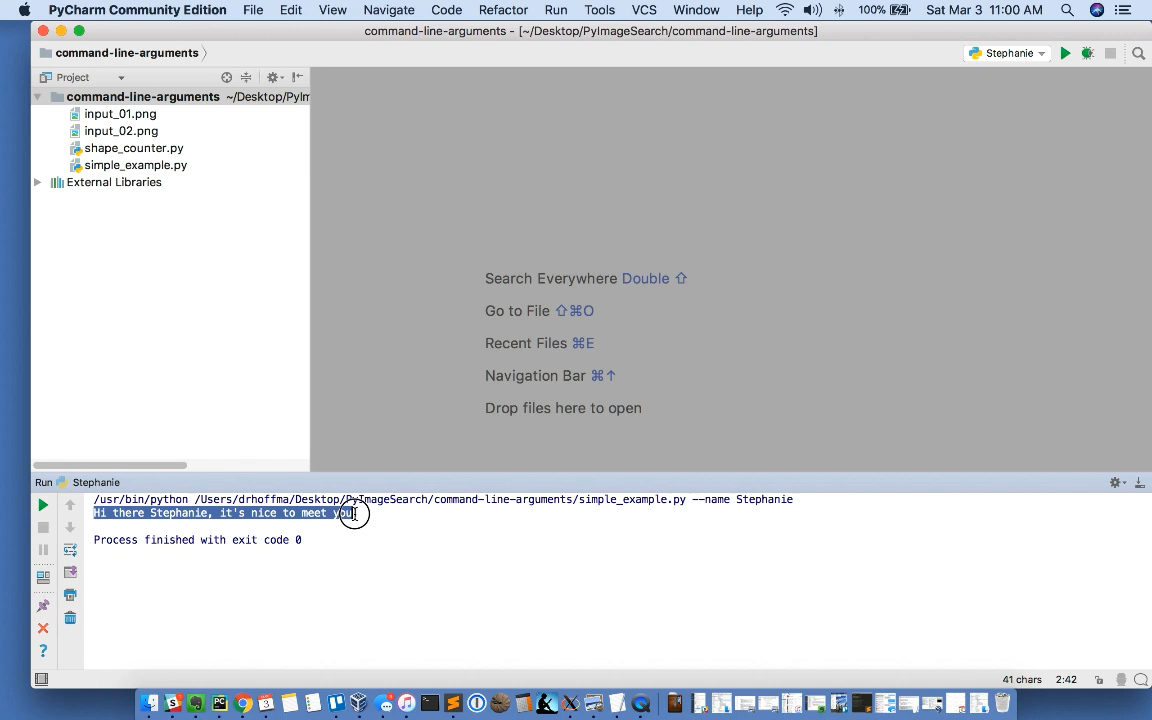 PyCharm Community Edition File Edit View Navigate Code Refactor Run Tools VCS Window Help 100% Sat Mar 3 11:00 AM
command-line-arguments - [~/Desktop/PyImageSearch/command-line-arguments]
command-line-arguments Stephanie
Project
command-line-arguments ~/Desktop/PyIm
input_01.png
input_02.png
shape_counter.py
simple_example.py
External Libraries
Search Everywhere Double ⇧
Go to File ⇧⌘O
Recent Files ⌘E
Navigation Bar ⌘↑
Drop files here to open
Run Stephanie
/usr/bin/python /Users/drhoffma/Desktop/PyImageSearch/command-line-arguments/simple_example.py --name Stephanie
Hi there Stephanie, it's nice to meet you
Process finished with exit code 0
41 chars 2:42